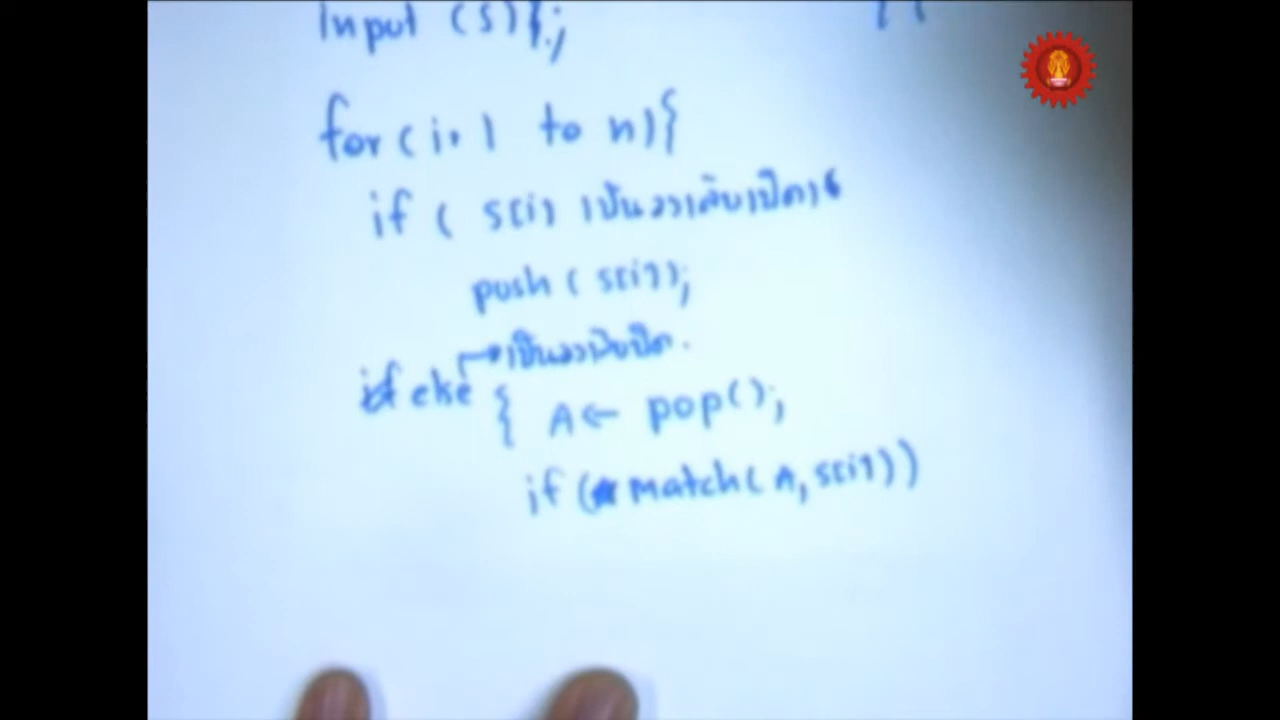 Input (S);
for (i, 1 to n) {
if ( S[i] เป็นวงเล็บเปิด)
push ( S[i] );
→ เป็นวงเล็บปิด.
else
{ A ← pop();
if ( Match( A, S[i] ) )